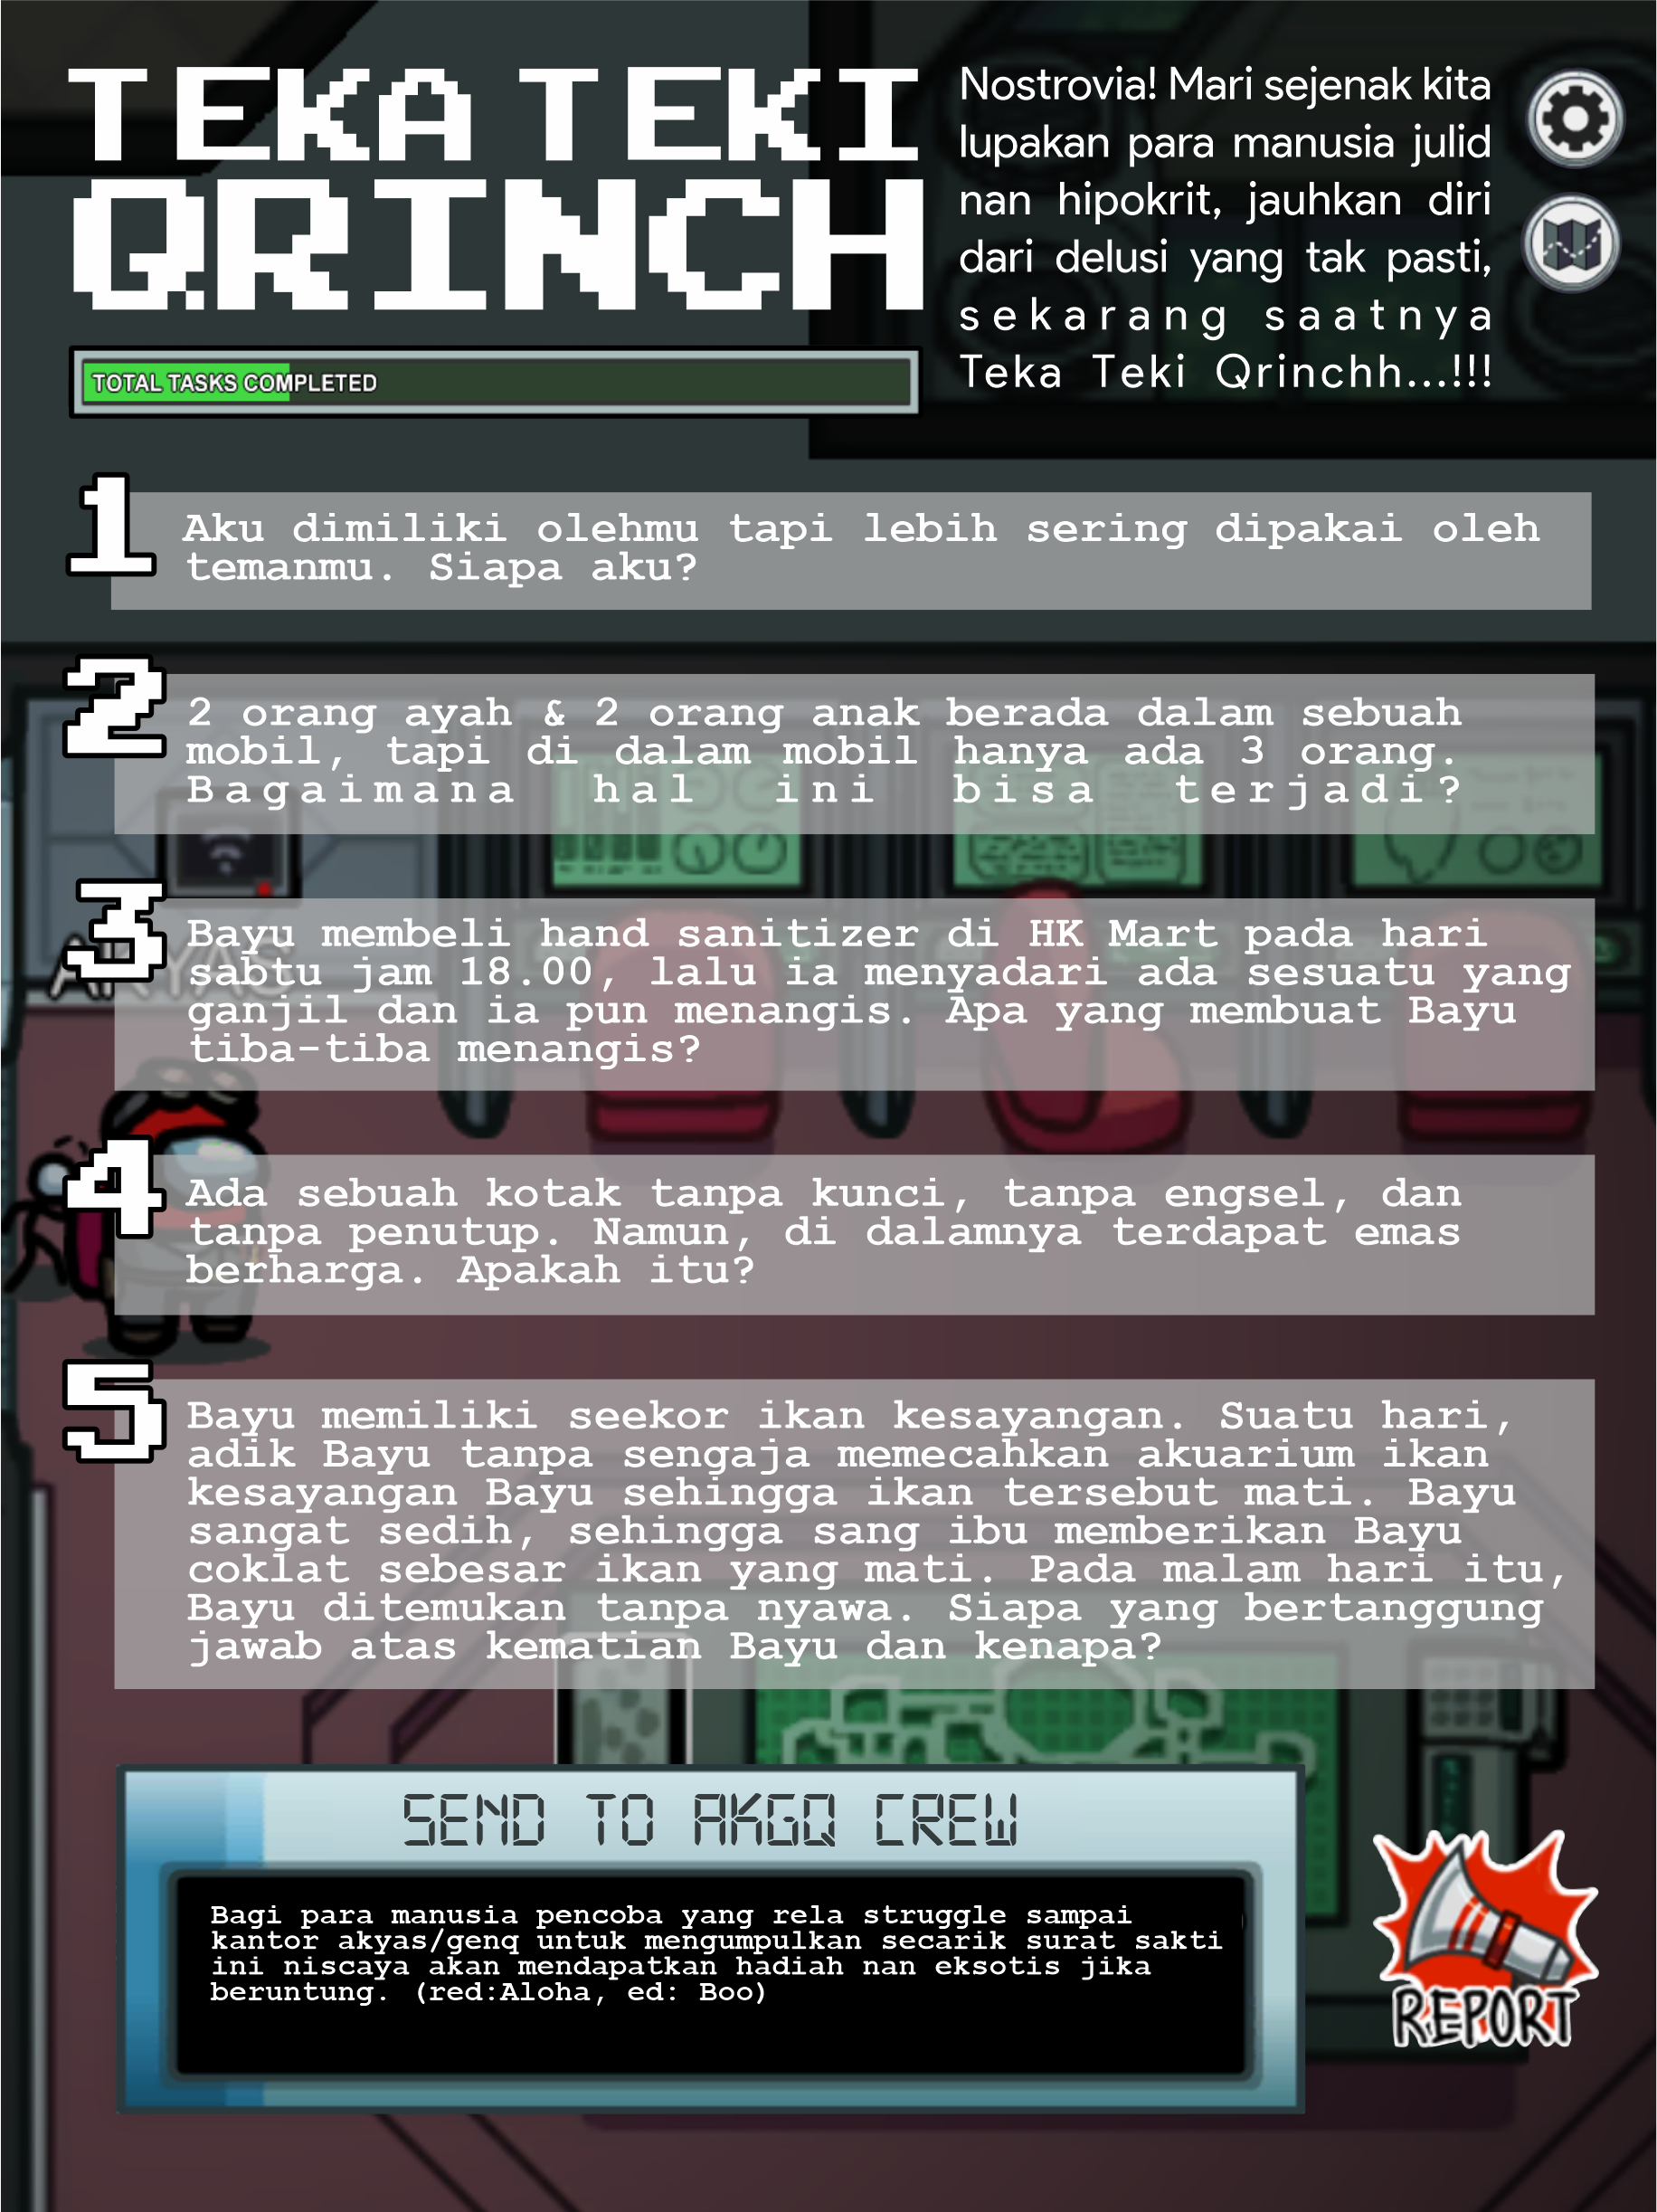 TEKA TEKI
QRINCH
TOTAL TASKS COMPLETED
Nostrovia! Mari sejenak kita
lupakan para manusia julid
nan hipokrit, jauhkan diri
dari delusi yang tak pasti,
sekarang saatnya
Teka Teki Qrinchh...!!!
1
Aku dimiliki olehmu tapi lebih sering dipakai oleh
temanmu. Siapa aku?
2
2 orang ayah & 2 orang anak berada dalam sebuah
mobil, tapi di dalam mobil hanya ada 3 orang.
Bagaimana hal ini bisa terjadi?
3
Bayu membeli hand sanitizer di HK Mart pada hari
sabtu jam 18.00, lalu ia menyadari ada sesuatu yang
ganjil dan ia pun menangis. Apa yang membuat Bayu
tiba-tiba menangis?
4
Ada sebuah kotak tanpa kunci, tanpa engsel, dan
tanpa penutup. Namun, di dalamnya terdapat emas
berharga. Apakah itu?
5
Bayu memiliki seekor ikan kesayangan. Suatu hari,
adik Bayu tanpa sengaja memecahkan akuarium ikan
kesayangan Bayu sehingga ikan tersebut mati. Bayu
sangat sedih, sehingga sang ibu memberikan Bayu
coklat sebesar ikan yang mati. Pada malam hari itu,
Bayu ditemukan tanpa nyawa. Siapa yang bertanggung
jawab atas kematian Bayu dan kenapa?
SEND TO AKGQ CREW
Bagi para manusia pencoba yang rela struggle sampai
kantor akyas/genq untuk mengumpulkan secarik surat sakti
ini niscaya akan mendapatkan hadiah nan eksotis jika
beruntung. (red:Aloha, ed: Boo)
REPORT